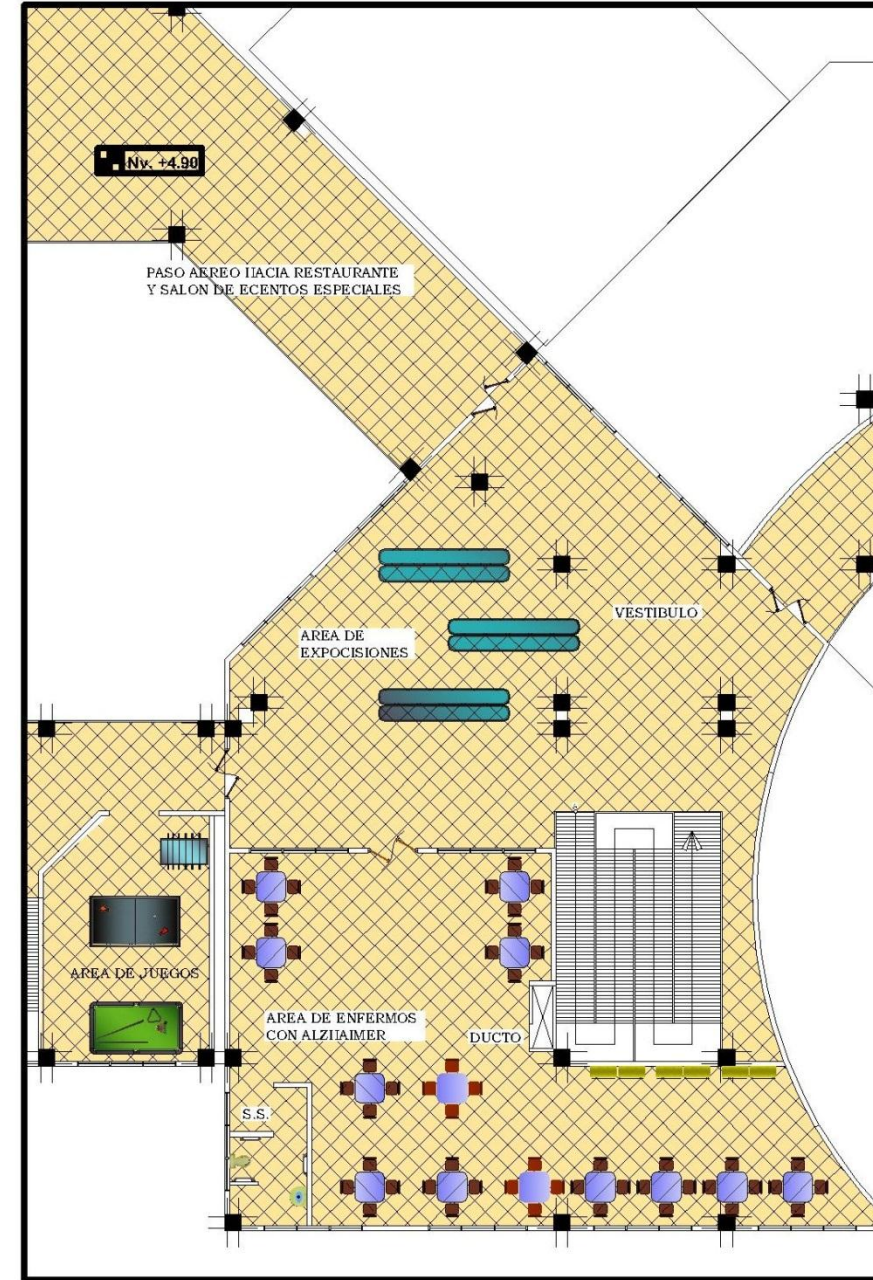 Nv. +4.90
PASO AEREO HACIA RESTAURANTE
Y SALON DE ECENTOS ESPECIALES
VESTIBULO
AREA DE
EXPOCISIONES
AREA DE JUEGOS
AREA DE ENFERMOS
CON ALZHAIMER
DUCTO
S.S.